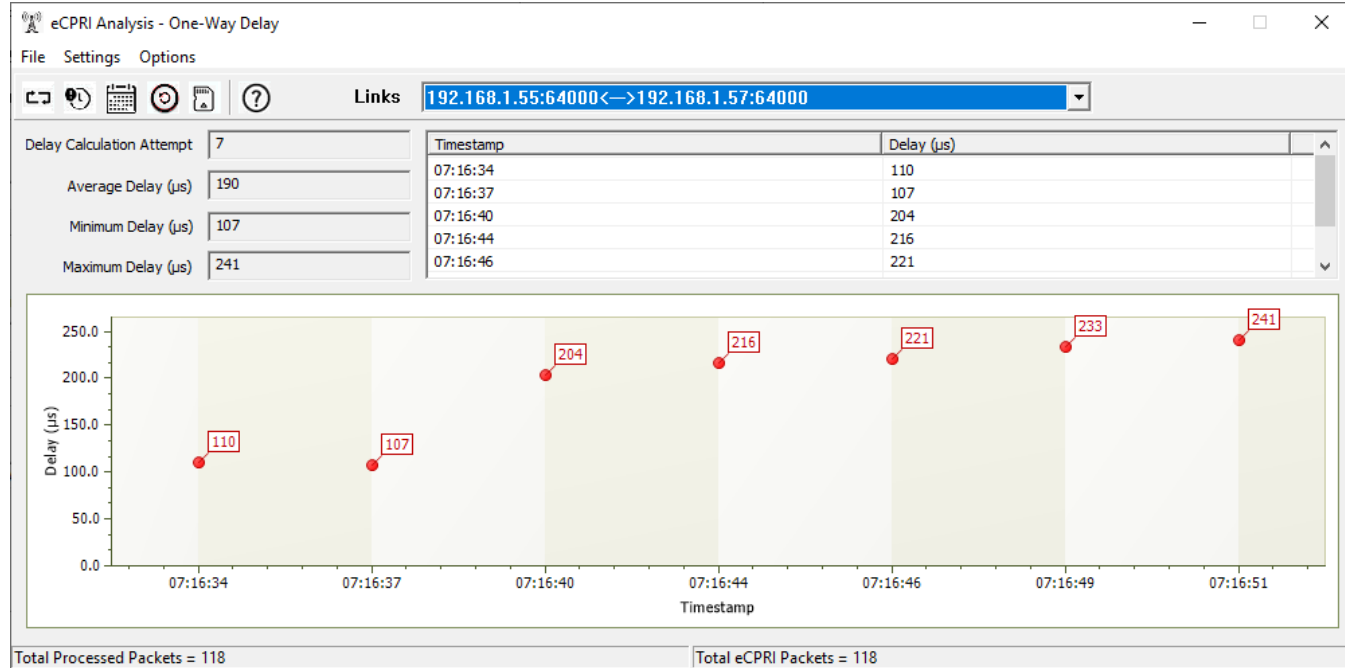 eCPRI Analysis - One-Way Delay
File Settings Options
Links 192.168.1.55:64000<-->192.168.1.57:64000
Delay Calculation Attempt 7
Average Delay (µs) 190
Minimum Delay (µs) 107
Maximum Delay (µs) 241
Timestamp Delay (µs)
07:16:34 110
07:16:37 107
07:16:40 204
07:16:44 216
07:16:46 221
250.0
200.0
150.0
100.0
50.0
0.0
Delay (µs)
110
107
204
216
221
233
241
07:16:34 07:16:37 07:16:40 07:16:44 07:16:46 07:16:49 07:16:51
Timestamp
Total Processed Packets = 118
Total eCPRI Packets = 118